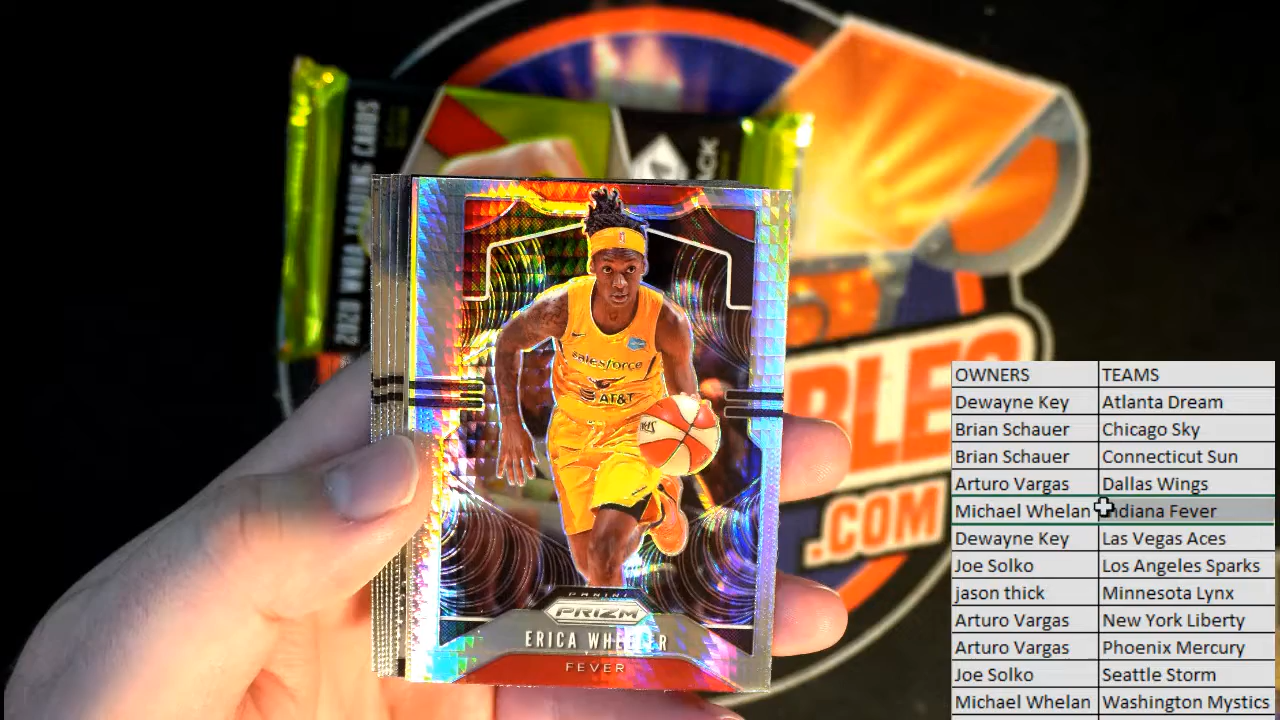 2020 WNBA TRADING CARDS
salesforce
AT&T
PANINI
PRIZM
ERICA WHEELER
FEVER
.COM
OWNERS TEAMS
Dewayne Key Atlanta Dream
Brian Schauer Chicago Sky
Brian Schauer Connecticut Sun
Arturo Vargas Dallas Wings
Michael Whelan Indiana Fever
Dewayne Key Las Vegas Aces
Joe Solko Los Angeles Sparks
jason thick Minnesota Lynx
Arturo Vargas New York Liberty
Arturo Vargas Phoenix Mercury
Joe Solko Seattle Storm
Michael Whelan Washington Mystics